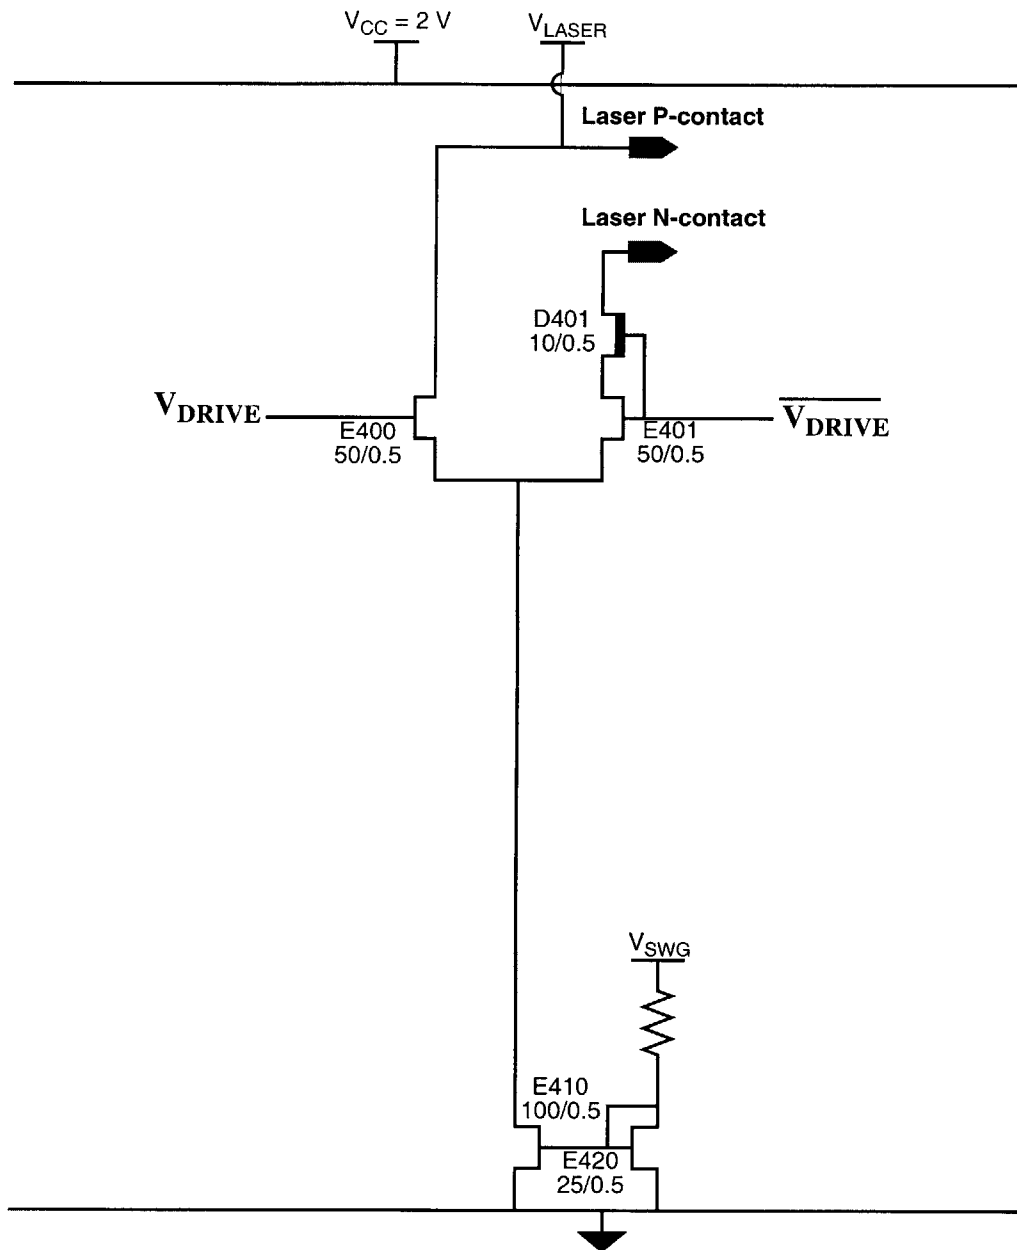 V_CC = 2 V
V_LASER
Laser P-contact
Laser N-contact
D401
10/0.5
V_DRIVE
E400
50/0.5
E401
50/0.5
V̅_D̅R̅I̅V̅E̅
V_SWG
E410
100/0.5
E420
25/0.5